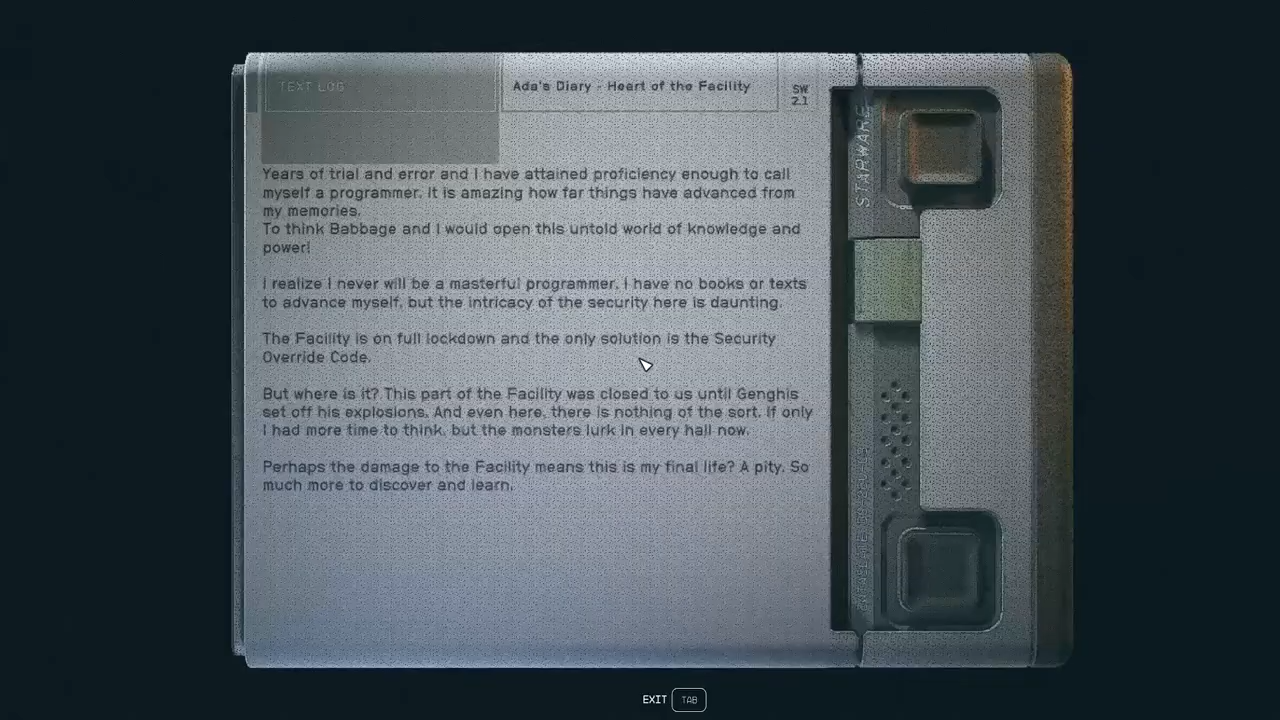 TEXT LOG
Ada's Diary - Heart of the Facility
SW
2.1
Years of trial and error and I have attained proficiency enough to call
myself a programmer. It is amazing how far things have advanced from
my memories.
To think Babbage and I would open this untold world of knowledge and
power!
I realize I never will be a masterful programmer. I have no books or texts
to advance myself, but the intricacy of the security here is daunting.
The Facility is on full lockdown and the only solution is the Security
Override Code.
But where is it? This part of the Facility was closed to us until Genghis
set off his explosions. And even here, there is nothing of the sort. If only
I had more time to think, but the monsters lurk in every hall now.
Perhaps the damage to the Facility means this is my final life? A pity. So
much more to discover and learn.
STARWARE
EXIT TAB